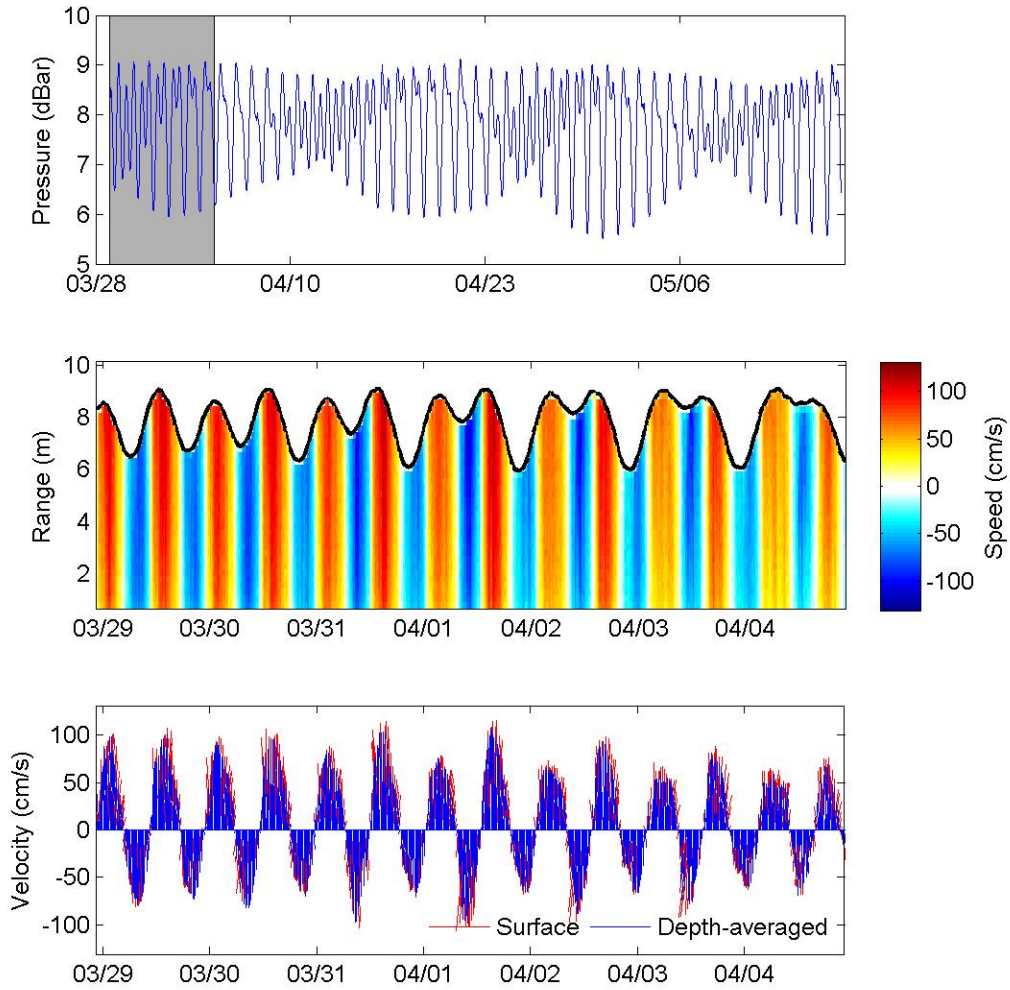 10
9
8
7
6
5
Pressure (dBar)
03/28 04/10 04/23 05/06
10
8
6
4
2
Range (m)
03/29 03/30 03/31 04/01 04/02 04/03 04/04
100
50
0
-50
-100
Speed (cm/s)
100
50
0
-50
-100
Velocity (cm/s)
Surface Depth-averaged
03/29 03/30 03/31 04/01 04/02 04/03 04/04